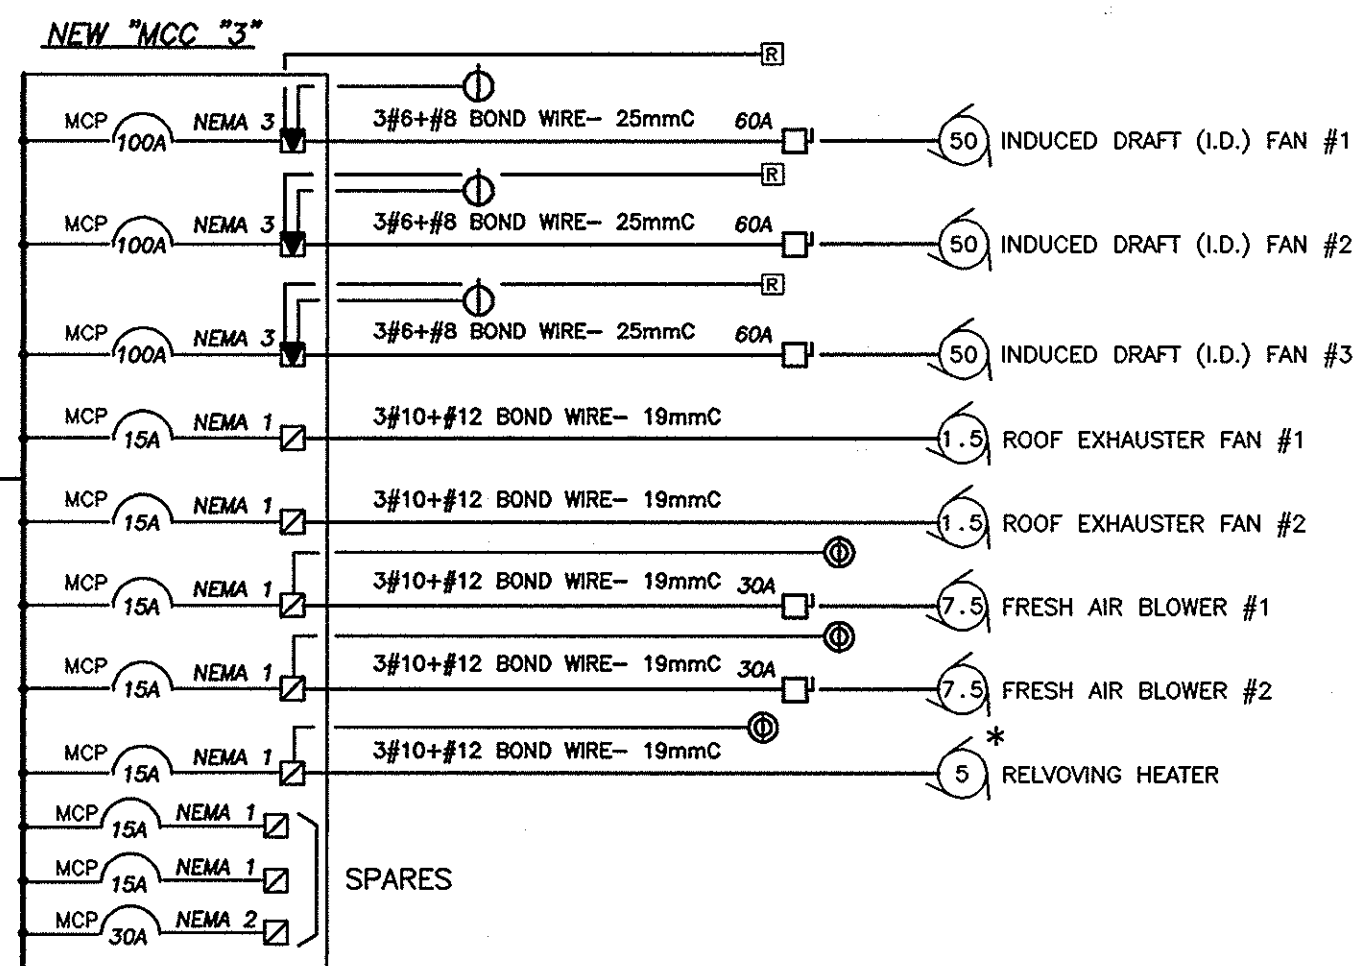 NEW "MCC "3"
R
MCP 100A NEMA 3 3#6+#8 BOND WIRE– 25mmC 60A 50 INDUCED DRAFT (I.D.) FAN #1
R
MCP 100A NEMA 3 3#6+#8 BOND WIRE– 25mmC 60A 50 INDUCED DRAFT (I.D.) FAN #2
R
MCP 100A NEMA 3 3#6+#8 BOND WIRE– 25mmC 60A 50 INDUCED DRAFT (I.D.) FAN #3
MCP 15A NEMA 1 3#10+#12 BOND WIRE– 19mmC 1.5 ROOF EXHAUSTER FAN #1
MCP 15A NEMA 1 3#10+#12 BOND WIRE– 19mmC 1.5 ROOF EXHAUSTER FAN #2
MCP 15A NEMA 1 3#10+#12 BOND WIRE– 19mmC 30A 7.5 FRESH AIR BLOWER #1
MCP 15A NEMA 1 3#10+#12 BOND WIRE– 19mmC 30A 7.5 FRESH AIR BLOWER #2
MCP 15A NEMA 1 3#10+#12 BOND WIRE– 19mmC 5 * RELVOVING HEATER
MCP 15A NEMA 1
MCP 15A NEMA 1 SPARES
MCP 30A NEMA 2